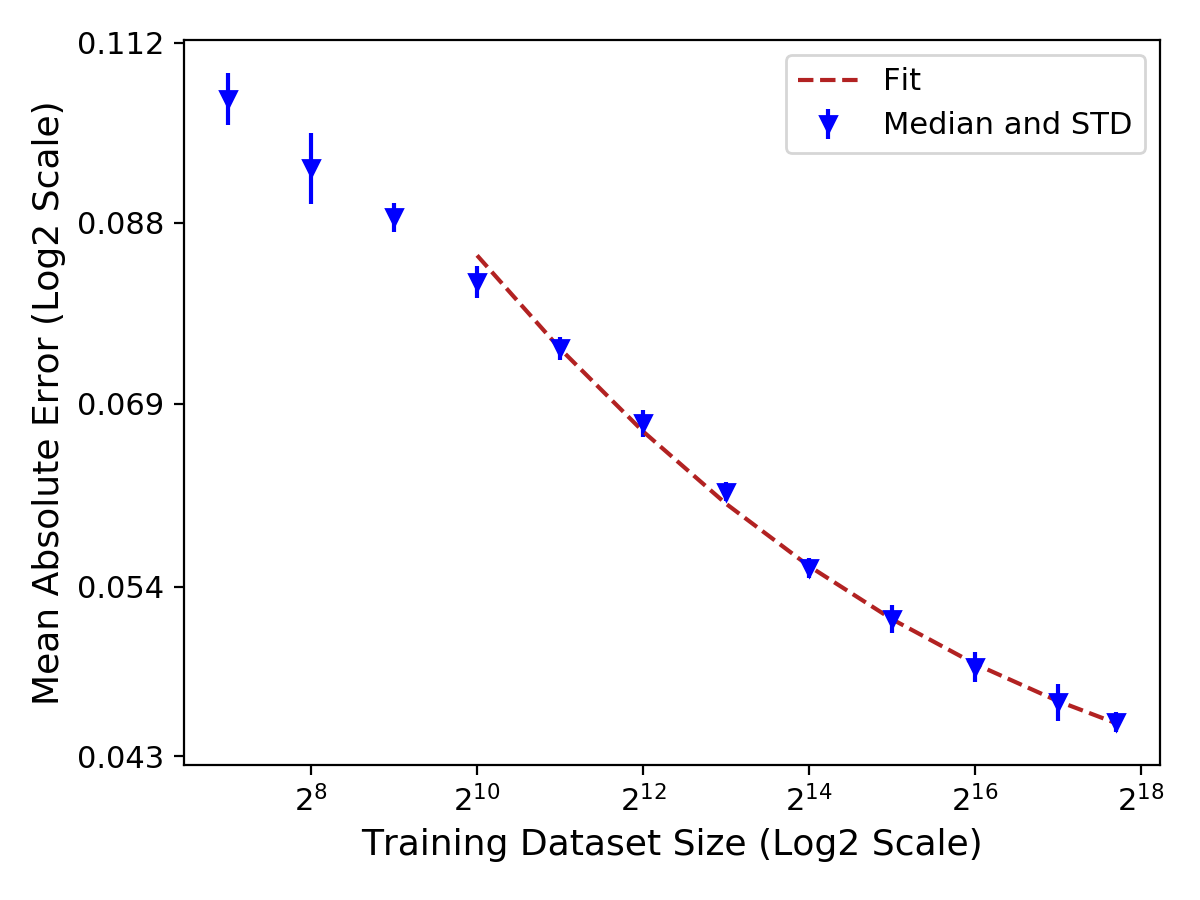 Mean Absolute Error (Log2 Scale)
0.112
0.088
0.069
0.054
0.043
Fit
Median and STD
2^8 2^10 2^12 2^14 2^16 2^18
Training Dataset Size (Log2 Scale)